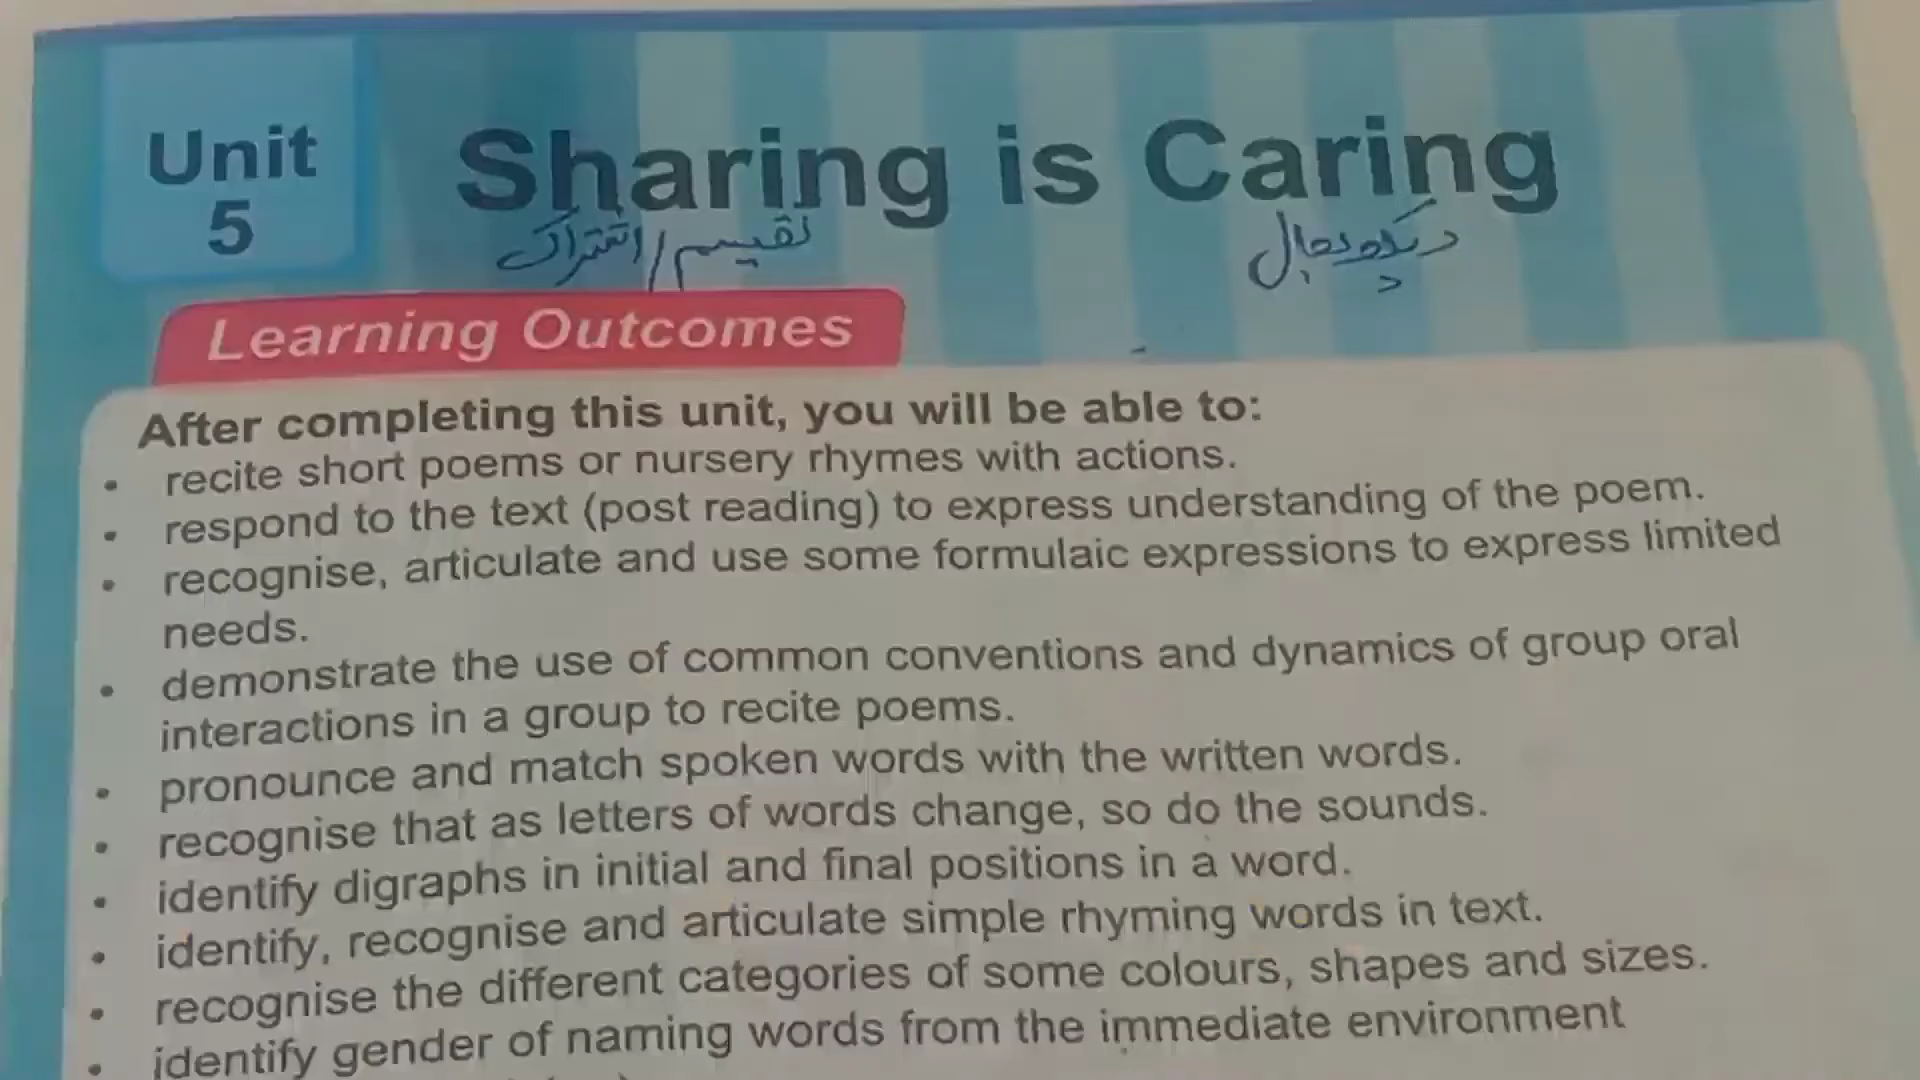 Unit
5
Sharing is Caring
تقسیم/اشتراک
دیکھ بھال
Learning Outcomes
After completing this unit, you will be able to:
• recite short poems or nursery rhymes with actions.
• respond to the text (post reading) to express understanding of the poem.
• recognise, articulate and use some formulaic expressions to express limited
needs.
• demonstrate the use of common conventions and dynamics of group oral
interactions in a group to recite poems.
• pronounce and match spoken words with the written words.
• recognise that as letters of words change, so do the sounds.
• identify digraphs in initial and final positions in a word.
• identify, recognise and articulate simple rhyming words in text.
• recognise the different categories of some colours, shapes and sizes.
• identify gender of naming words from the immediate environment